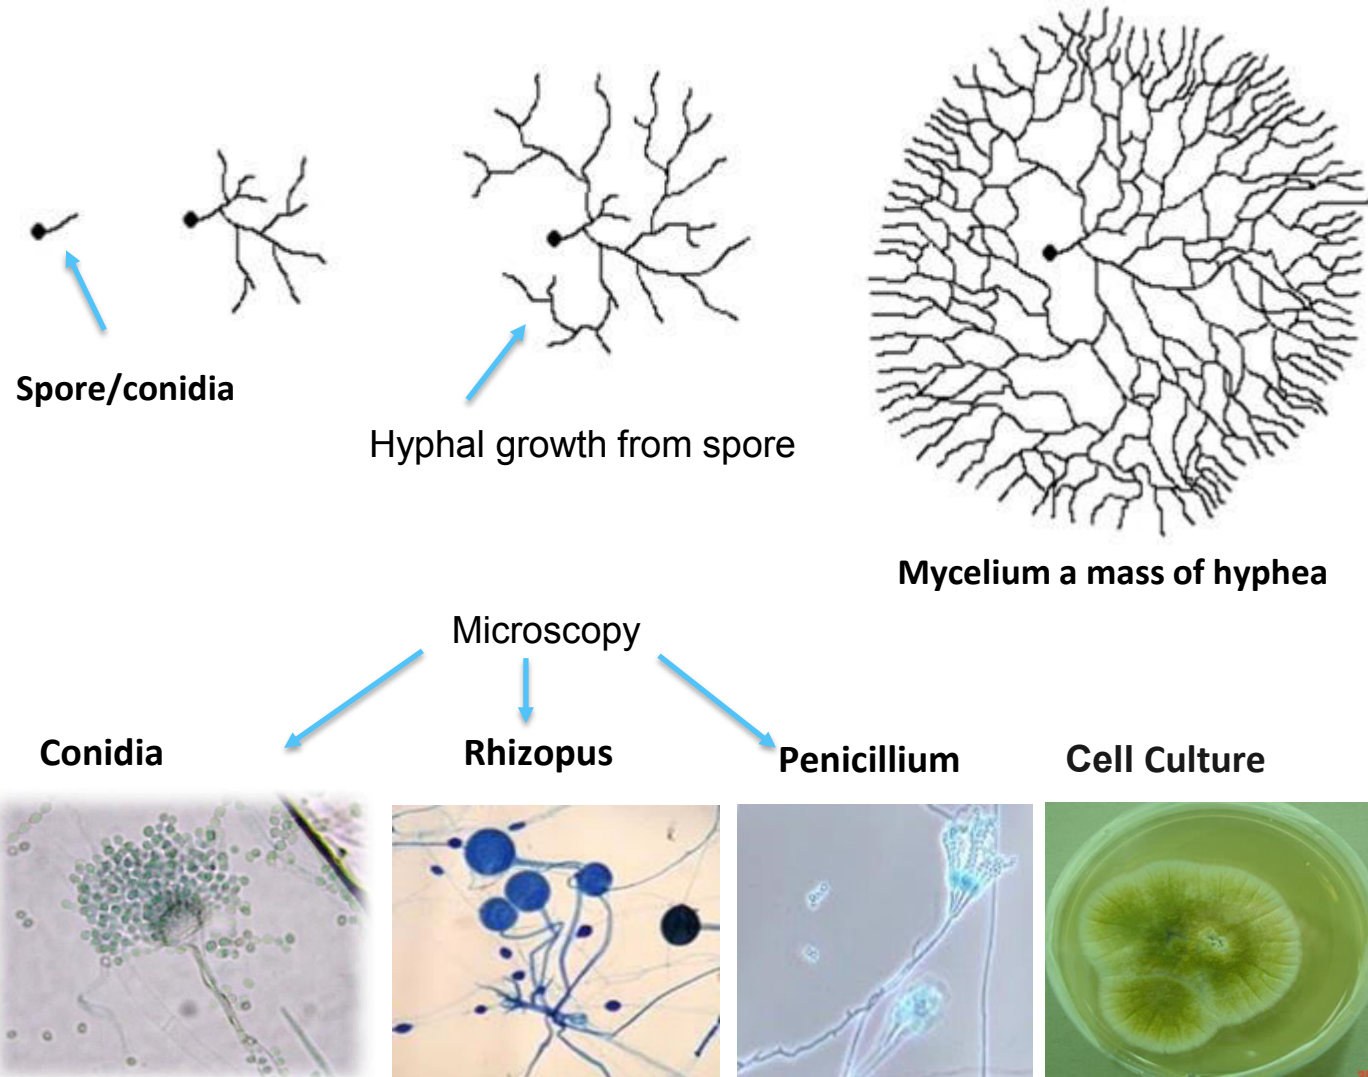 Spore/conidia
Hyphal growth from spore
Mycelium a mass of hyphea
Microscopy
Conidia
Rhizopus
Penicillium
Cell Culture